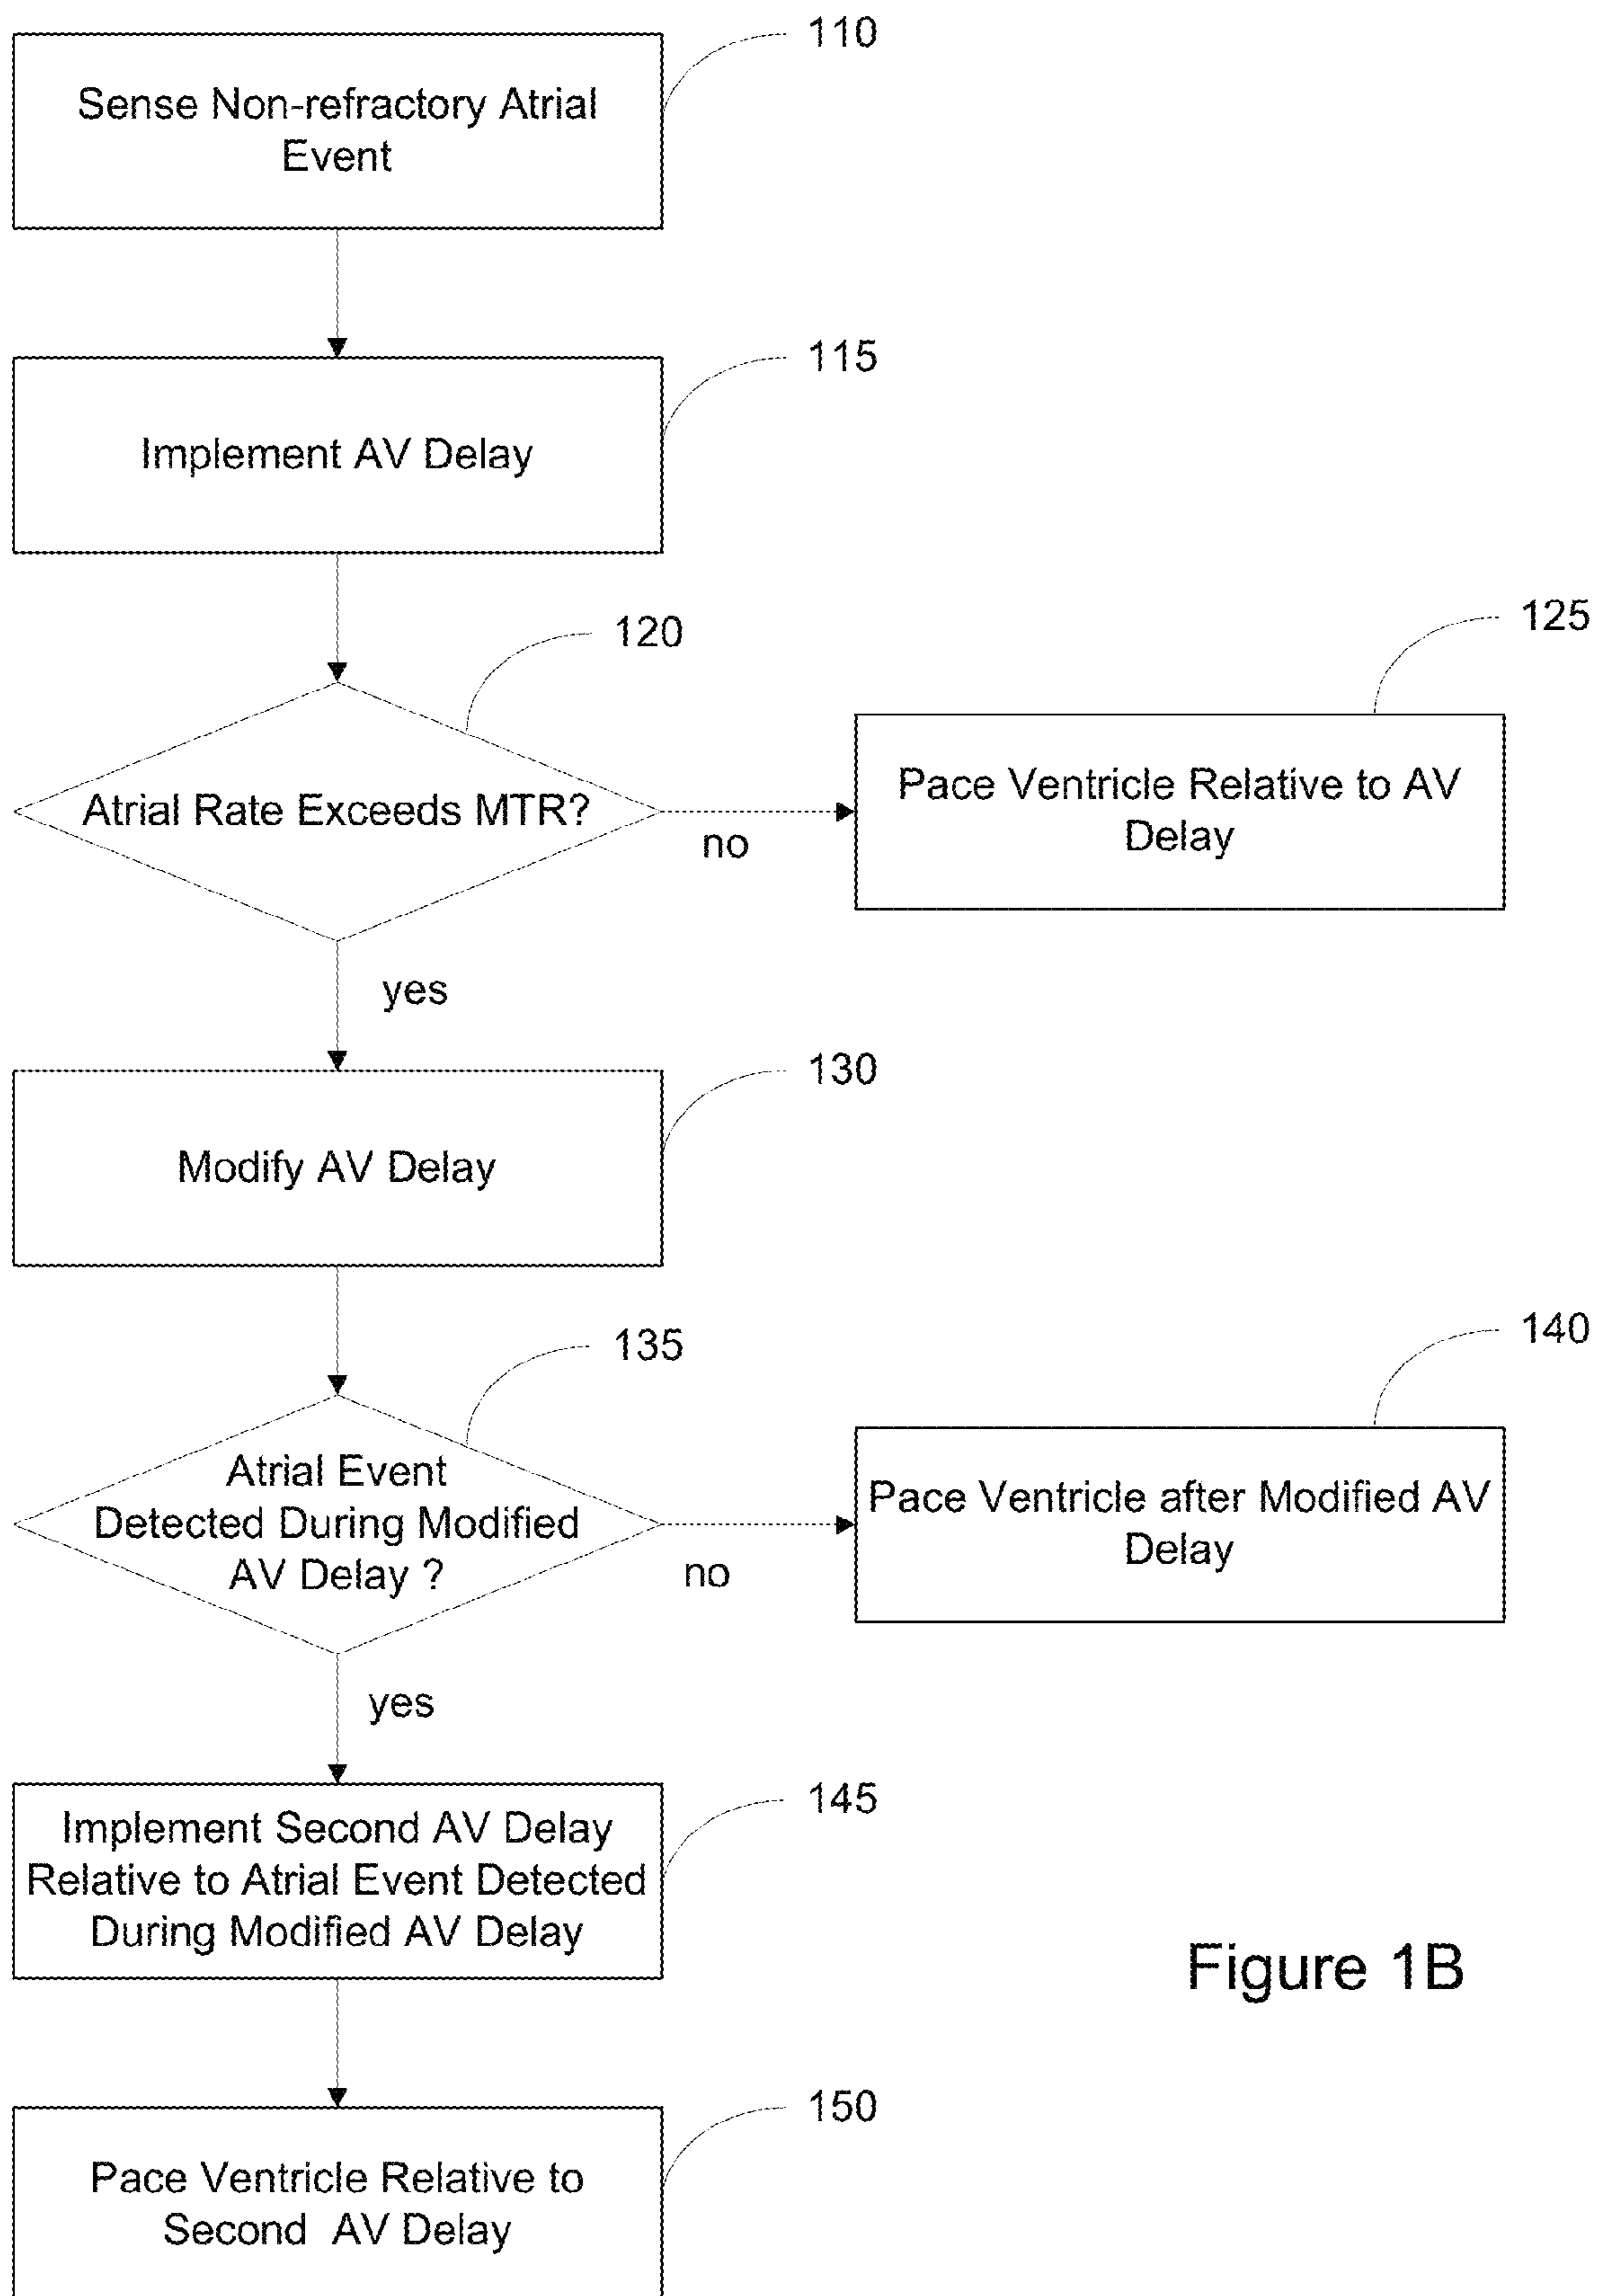 110
Sense Non-refractory Atrial
Event
115
Implement AV Delay
120
Atrial Rate Exceeds MTR?
no
125
Pace Ventricle Relative to AV
Delay
yes
130
Modify AV Delay
135
Atrial Event
Detected During Modified
AV Delay ?
no
140
Pace Ventricle after Modified AV
Delay
yes
145
Implement Second AV Delay
Relative to Atrial Event Detected
During Modified AV Delay
Figure 1B
150
Pace Ventricle Relative to
Second AV Delay